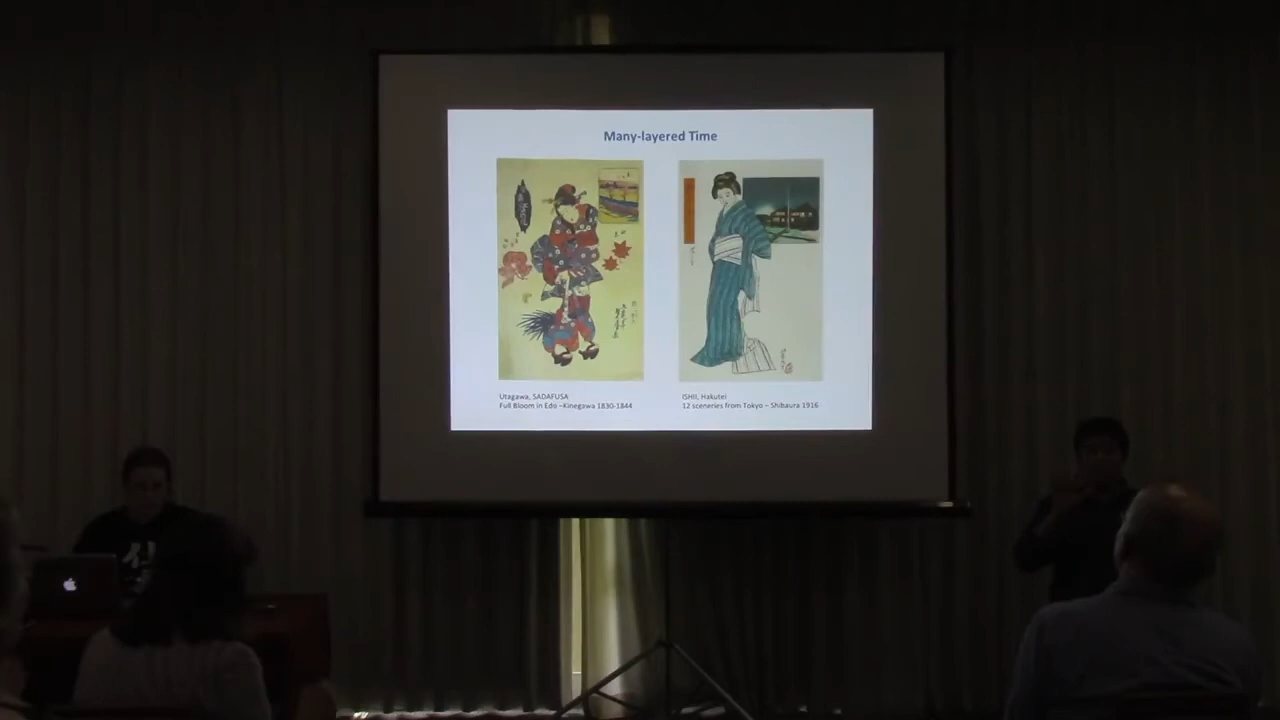 Many-layered Time
Utagawa, SADAFUSA
Full Bloom in Edo –Kinegawa 1830-1844
ISHII, Hakutei
12 sceneries from Tokyo – Shibaura 1916